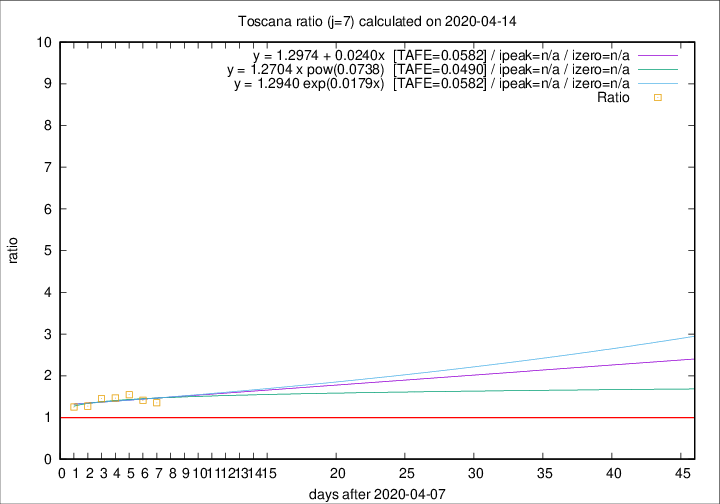 Toscana ratio (j=7) calculated on 2020-04-14
y = 1.2974 + 0.0240x [TAFE=0.0582] / ipeak=n/a / izero=n/a
y = 1.2704 x pow(0.0738) [TAFE=0.0490] / ipeak=n/a / izero=n/a
y = 1.2940 exp(0.0179x) [TAFE=0.0582] / ipeak=n/a / izero=n/a
Ratio
10
9
8
7
6
5
4
3
2
1
0
ratio
0 1 2 3 4 5 6 7 8 9 10 11 12 13 14 15 20 25 30 35 40 45
days after 2020-04-07